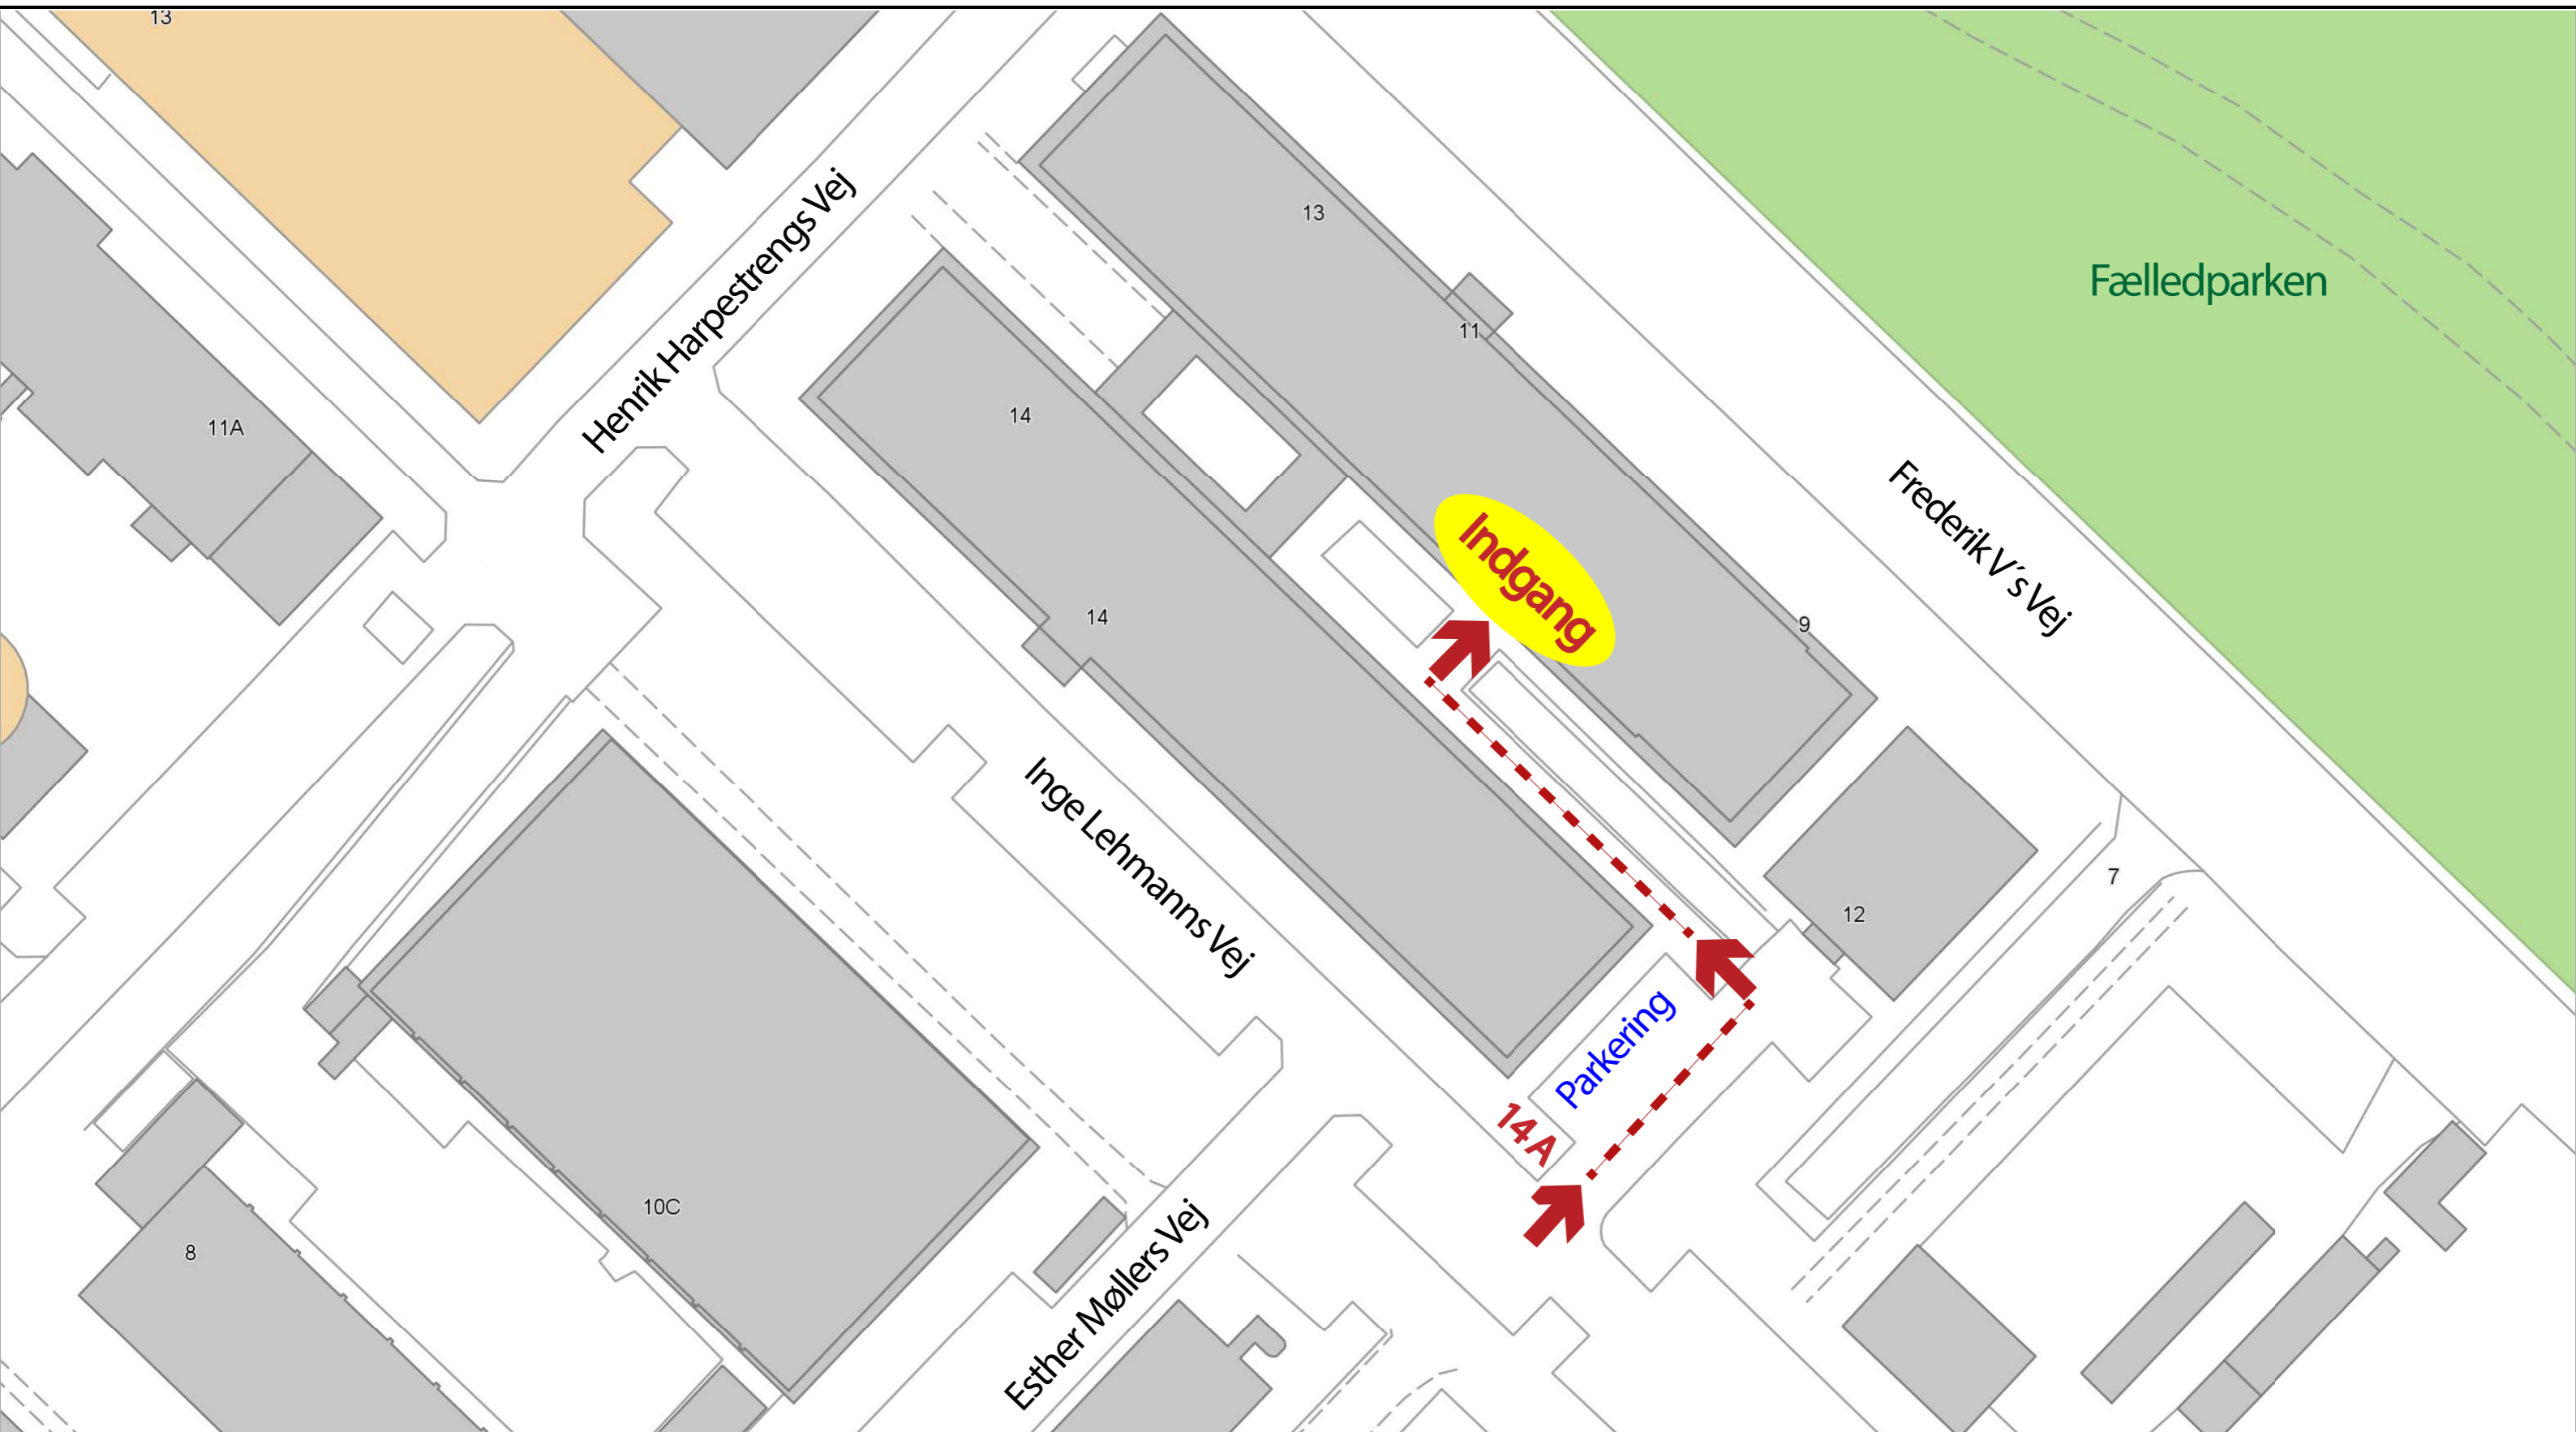 13
13
Fælledparken
Henrik Harpestrengs Vej
11
14
11A
Frederik V´s Vej
Indgang
14
9
Inge Lehmanns Vej
7
12
Parkering
14A
10C
8
Esther Møllers Vej